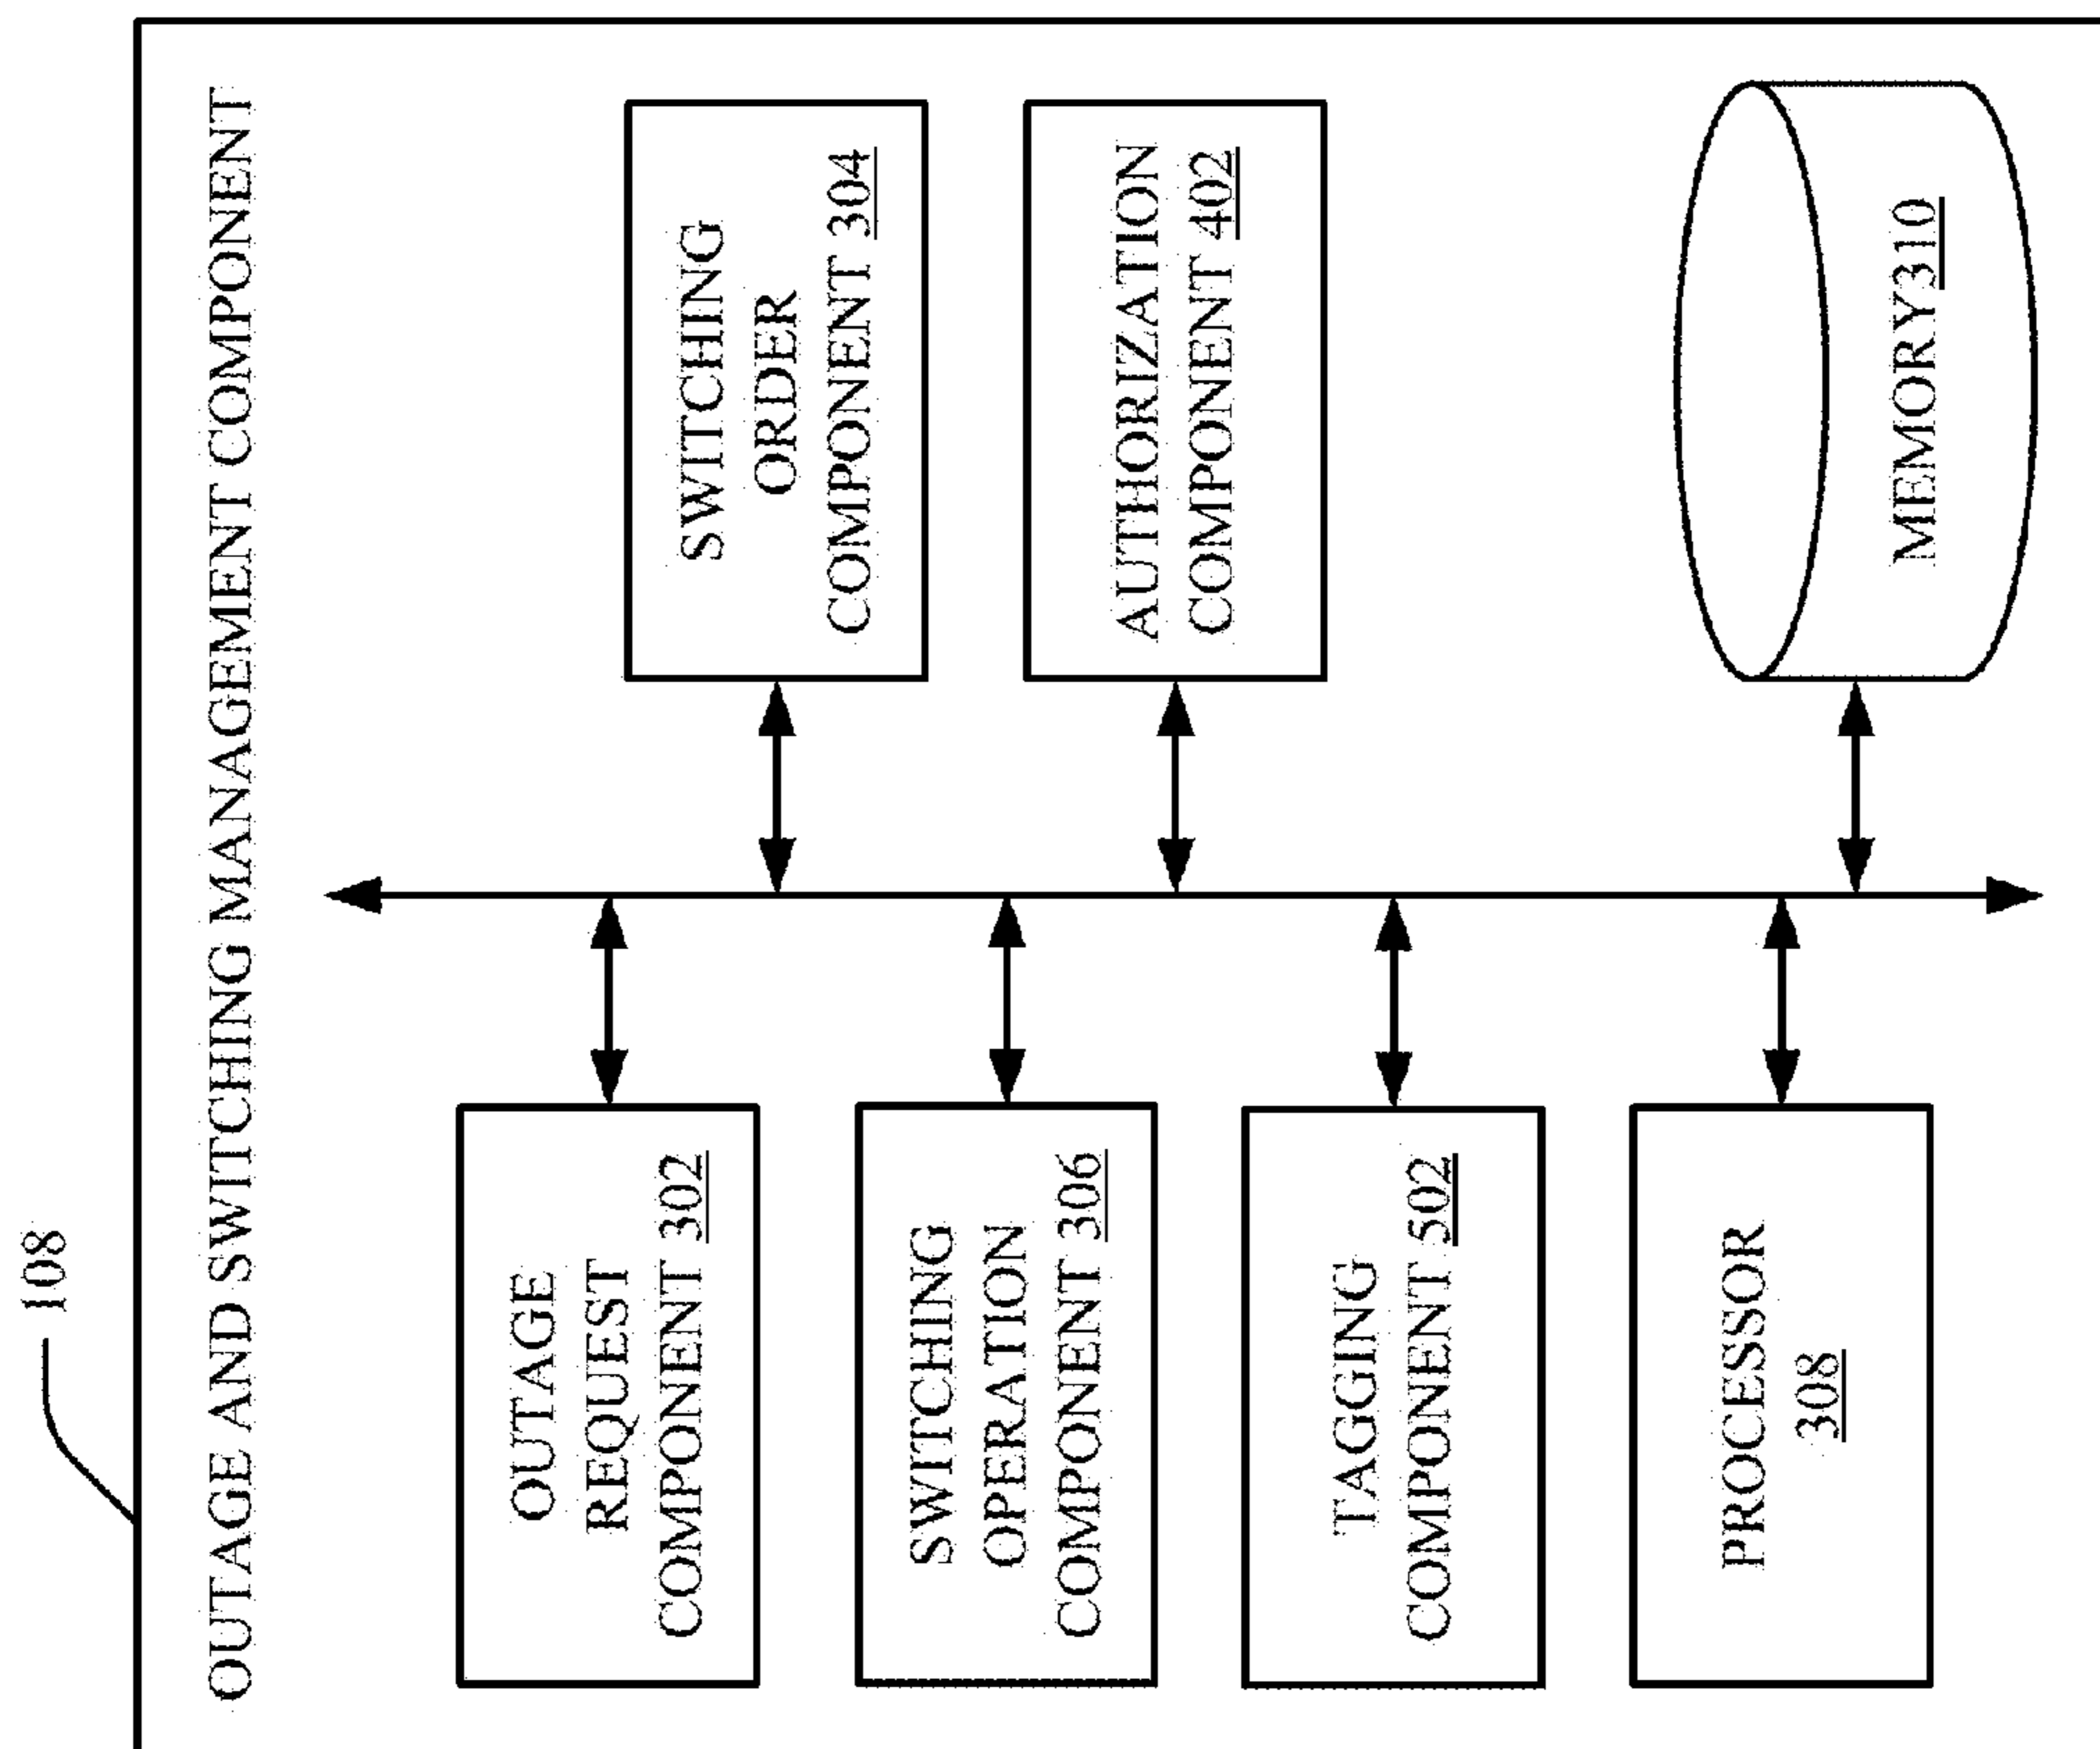 108
OUTAGE AND SWITCHING MANAGEMENT COMPONENT
OUTAGE
REQUEST
COMPONENT 302
SWITCHING
ORDER
COMPONENT 304
SWITCHING
OPERATION
COMPONENT 306
AUTHORIZATION
COMPONENT 402
TAGGING
COMPONENT 502
PROCESSOR
308
MEMORY310